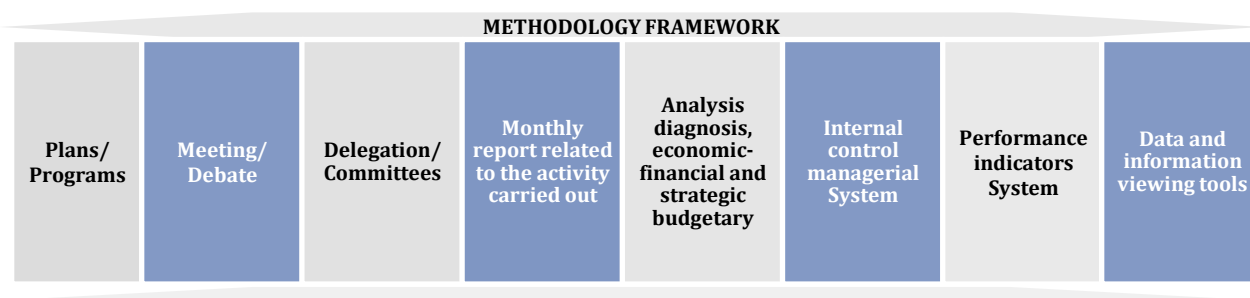 METHODOLOGY FRAMEWORK
Plans/
Programs
Meeting/
Debate
Delegation/
Committees
Monthly
report related
to the activity
carried out
Analysis
diagnosis,
economic-
financial and
strategic
budgetary
Internal
control
managerial
System
Performance
indicators
System
Data and
information
viewing tools